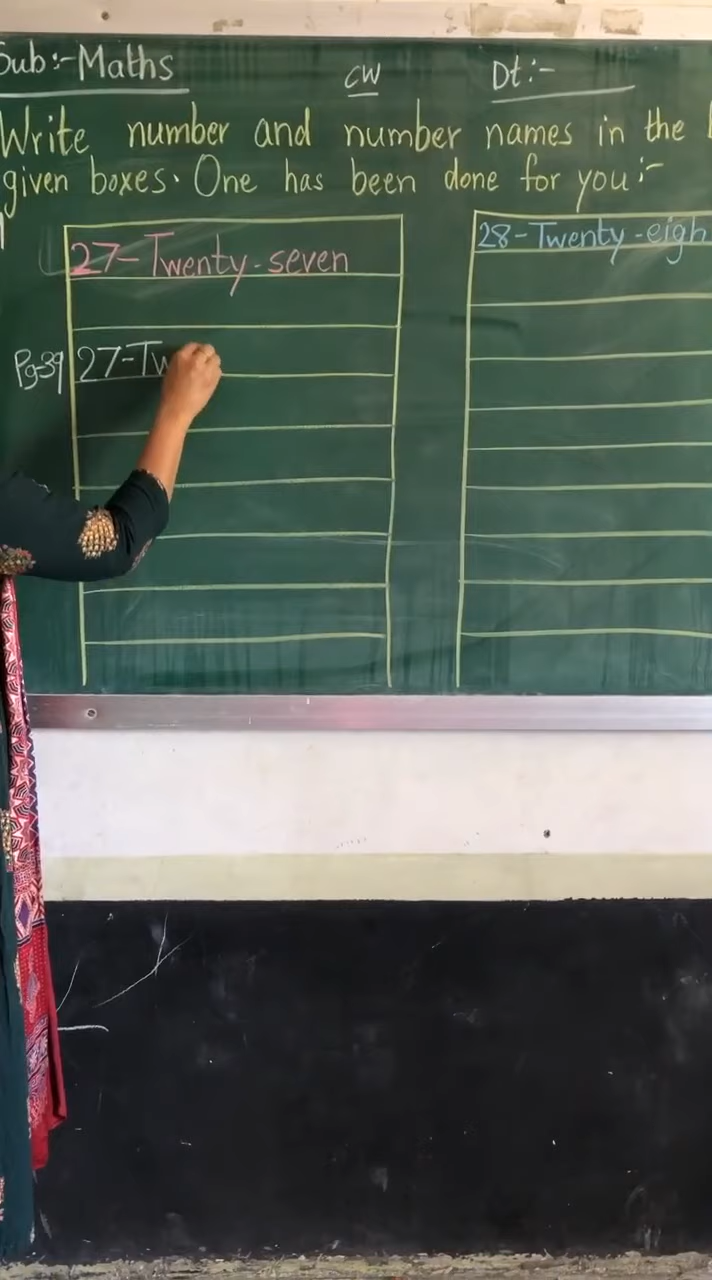 Sub:- Maths CW Dt:-
Write number and number names in the
given boxes. One has been done for you:-
27-Twenty-seven
28-Twenty-eigh
Pg-39 27-Tw